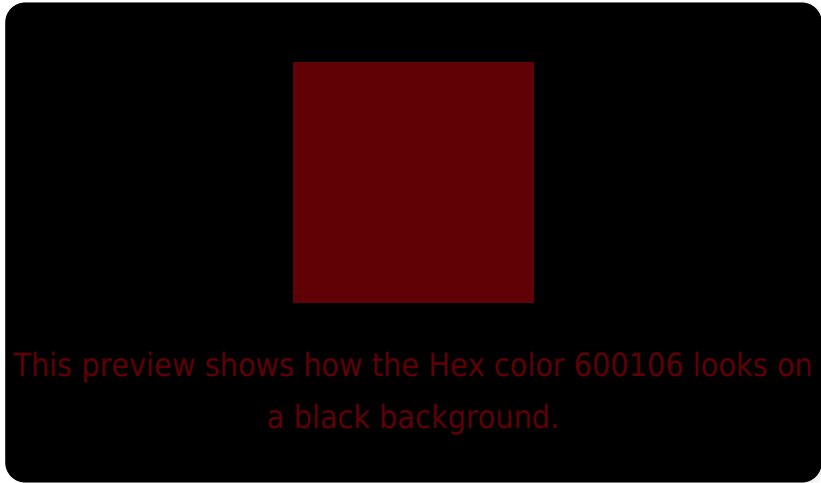 This preview shows how the Hex color 600106 looks on
a black background.